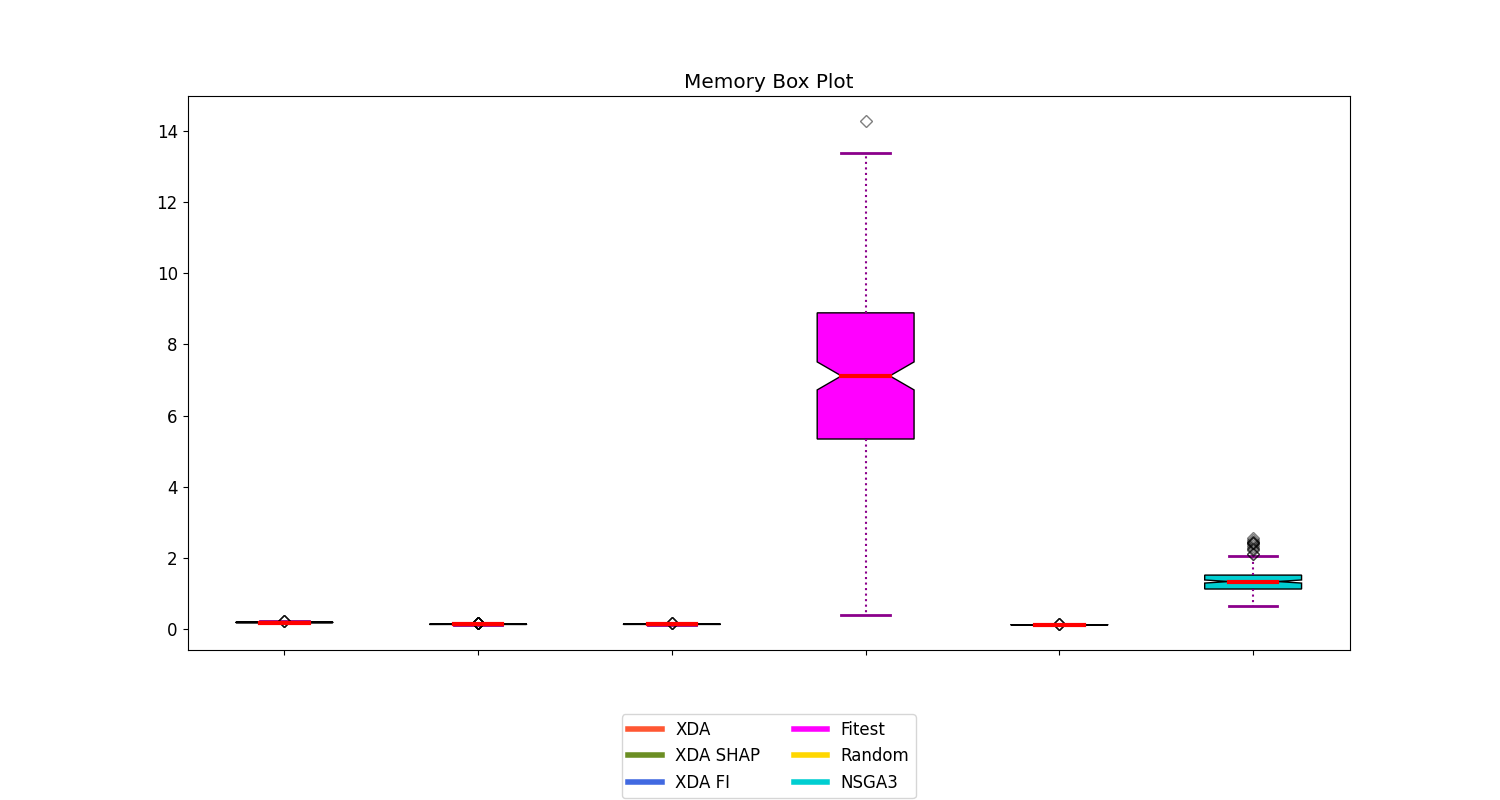 Memory Box Plot
14
12
10
8
6
4
2
0
XDA
XDA SHAP
XDA FI
Fitest
Random
NSGA3